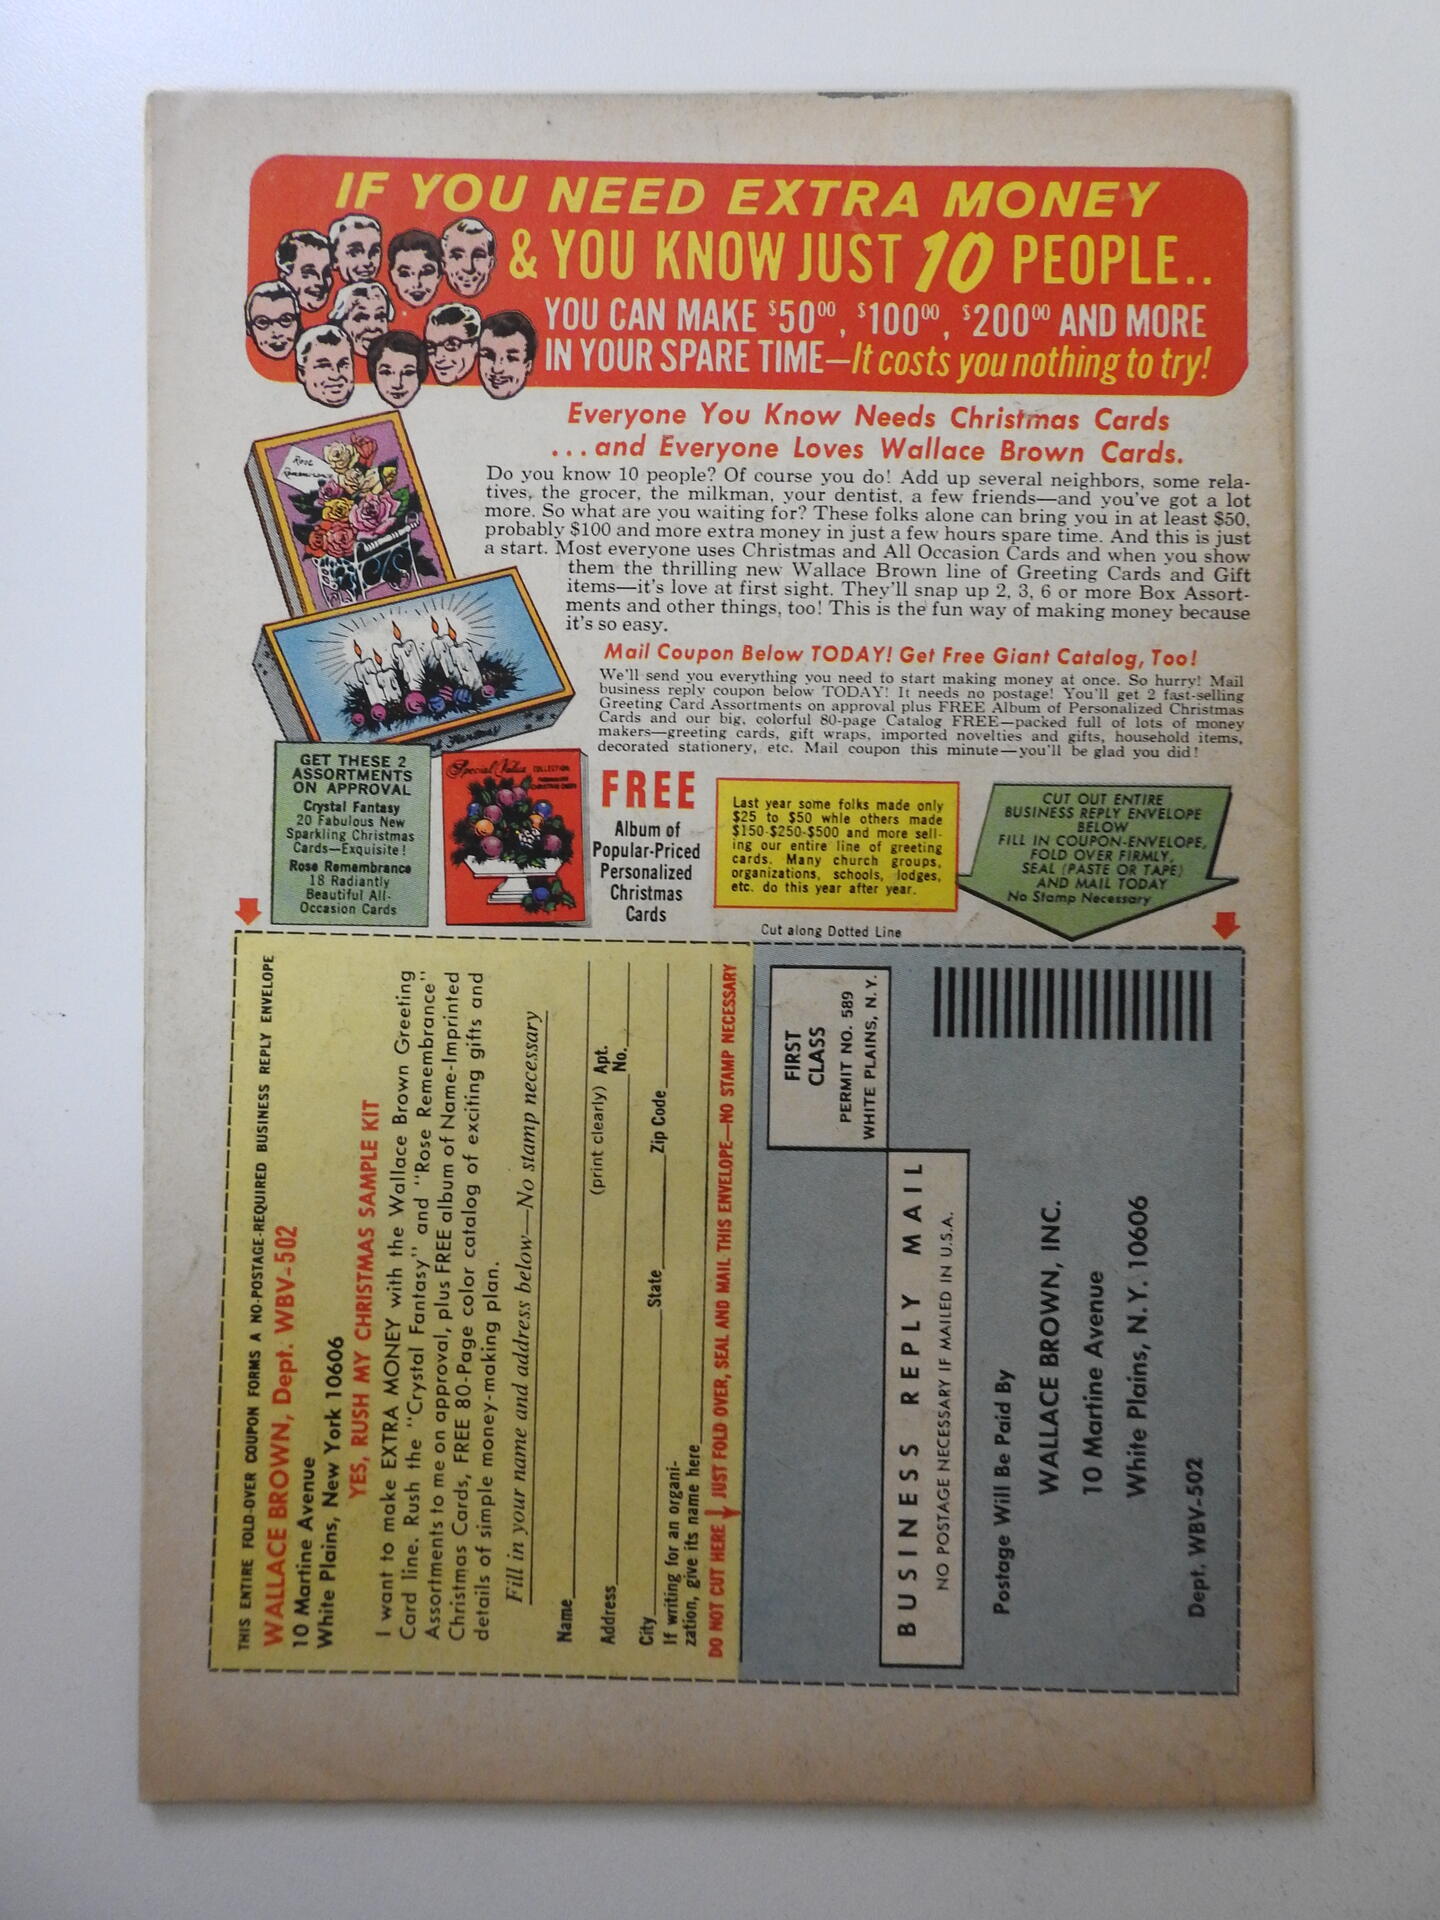 IF YOU NEED EXTRA MONEY
& YOU KNOW JUST 10 PEOPLE..
YOU CAN MAKE $50⁰⁰, $100⁰⁰, $200⁰⁰ AND MORE
IN YOUR SPARE TIME—It costs you nothing to try!
Everyone You Know Needs Christmas Cards
...and Everyone Loves Wallace Brown Cards.
Do you know 10 people? Of course you do! Add up several neighbors, some rela-
tives, the grocer, the milkman, your dentist, a few friends—and you've got a lot
more. So what are you waiting for? These folks alone can bring you in at least $50,
probably $100 and more extra money in just a few hours spare time. And this is just
a start. Most everyone uses Christmas and All Occasion Cards and when you show
them the thrilling new Wallace Brown line of Greeting Cards and Gift
items—it's love at first sight. They'll snap up 2, 3, 6 or more Box Assort-
ments and other things, too! This is the fun way of making money because
it's so easy.
Mail Coupon Below TODAY! Get Free Giant Catalog, Too!
We'll send you everything you need to start making money at once. So hurry! Mail
business reply coupon below TODAY! It needs no postage! You'll get 2 fast-selling
Greeting Card Assortments on approval plus FREE Album of Personalized Christmas
Cards and our big, colorful 80-page Catalog FREE—packed full of lots of money
makers—greeting cards, gift wraps, imported novelties and gifts, household items,
decorated stationery, etc. Mail coupon this minute—you'll be glad you did!
Rose
GET THESE 2
ASSORTMENTS
ON APPROVAL
Crystal Fantasy
20 Fabulous New
Sparkling Christmas
Cards—Exquisite!
Rose Remembrance
18 Radiantly
Beautiful All-
Occasion Cards
Special Value COLLECTION
FREE
Album of
Popular-Priced
Personalized
Christmas
Cards
Last year some folks made only
$25 to $50 whle others made
$150-$250-$500 and more sell-
ing our entire line of greeting
cards. Many church groups,
organizations, schools, lodges,
etc. do this year after year.
CUT OUT ENTIRE
BUSINESS REPLY ENVELOPE
BELOW
FILL IN COUPON-ENVELOPE,
FOLD OVER FIRMLY,
SEAL (PASTE OR TAPE)
AND MAIL TODAY
No Stamp Necessary
Cut along Dotted Line
THIS ENTIRE FOLD-OVER COUPON FORMS A NO-POSTAGE-REQUIRED BUSINESS REPLY ENVELOPE
WALLACE BROWN, Dept. WBV-502
10 Martine Avenue
White Plains, New York 10606
YES, RUSH MY CHRISTMAS SAMPLE KIT
I want to make EXTRA MONEY with the Wallace Brown Greeting
Card line. Rush the "Crystal Fantasy" and "Rose Remembrance"
Assortments to me on approval, plus FREE album of Name-Imprinted
Christmas Cards, FREE 80-Page color catalog of exciting gifts and
details of simple money-making plan.
Fill in your name and address below—No stamp necessary
Name
(print clearly)
Address
Apt.
No.
City
State
Zip Code
If writing for an organi-
zation, give its name here
DO NOT CUT HERE JUST FOLD OVER, SEAL AND MAIL THIS ENVELOPE—NO STAMP NECESSARY
FIRST
CLASS
PERMIT NO. 589
WHITE PLAINS, N.Y.
BUSINESS REPLY MAIL
NO POSTAGE NECESSARY IF MAILED IN U.S.A.
Postage Will Be Paid By
WALLACE BROWN, INC.
10 Martine Avenue
White Plains, N. Y. 10606
Dept. WBV-502